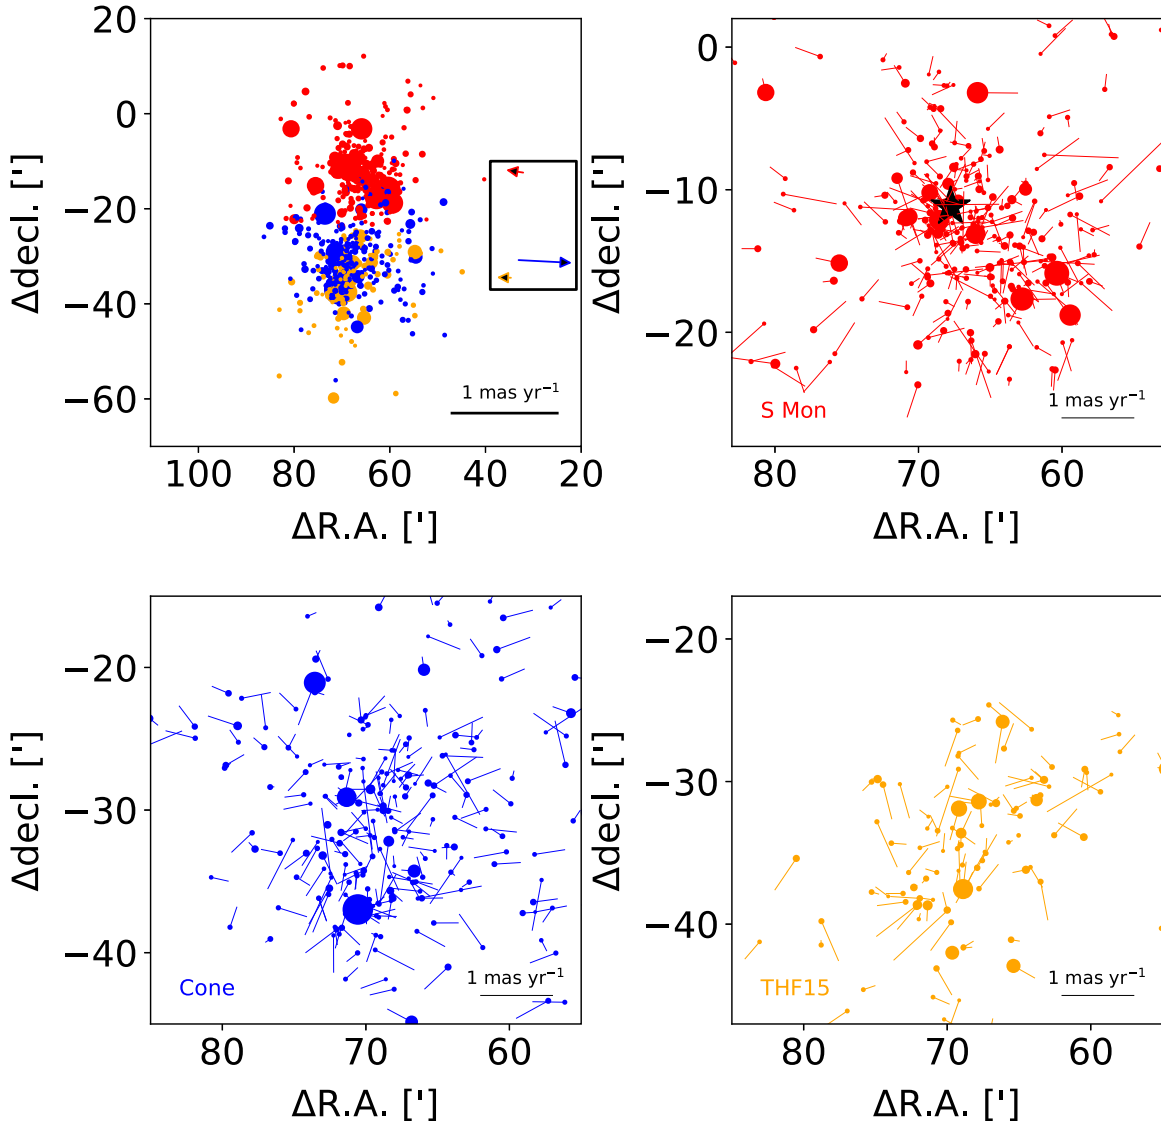 20
0
−20
−40
−60
Δdecl. [']
1 mas yr⁻¹
100 80 60 40 20
ΔR.A. [']
0
−10
−20
Δdecl. [']
S Mon
1 mas yr⁻¹
80 70 60
ΔR.A. [']
−20
−30
−40
Δdecl. [']
Cone
1 mas yr⁻¹
80 70 60
ΔR.A. [']
−20
−30
−40
Δdecl. [']
THF15
1 mas yr⁻¹
80 70 60
ΔR.A. [']